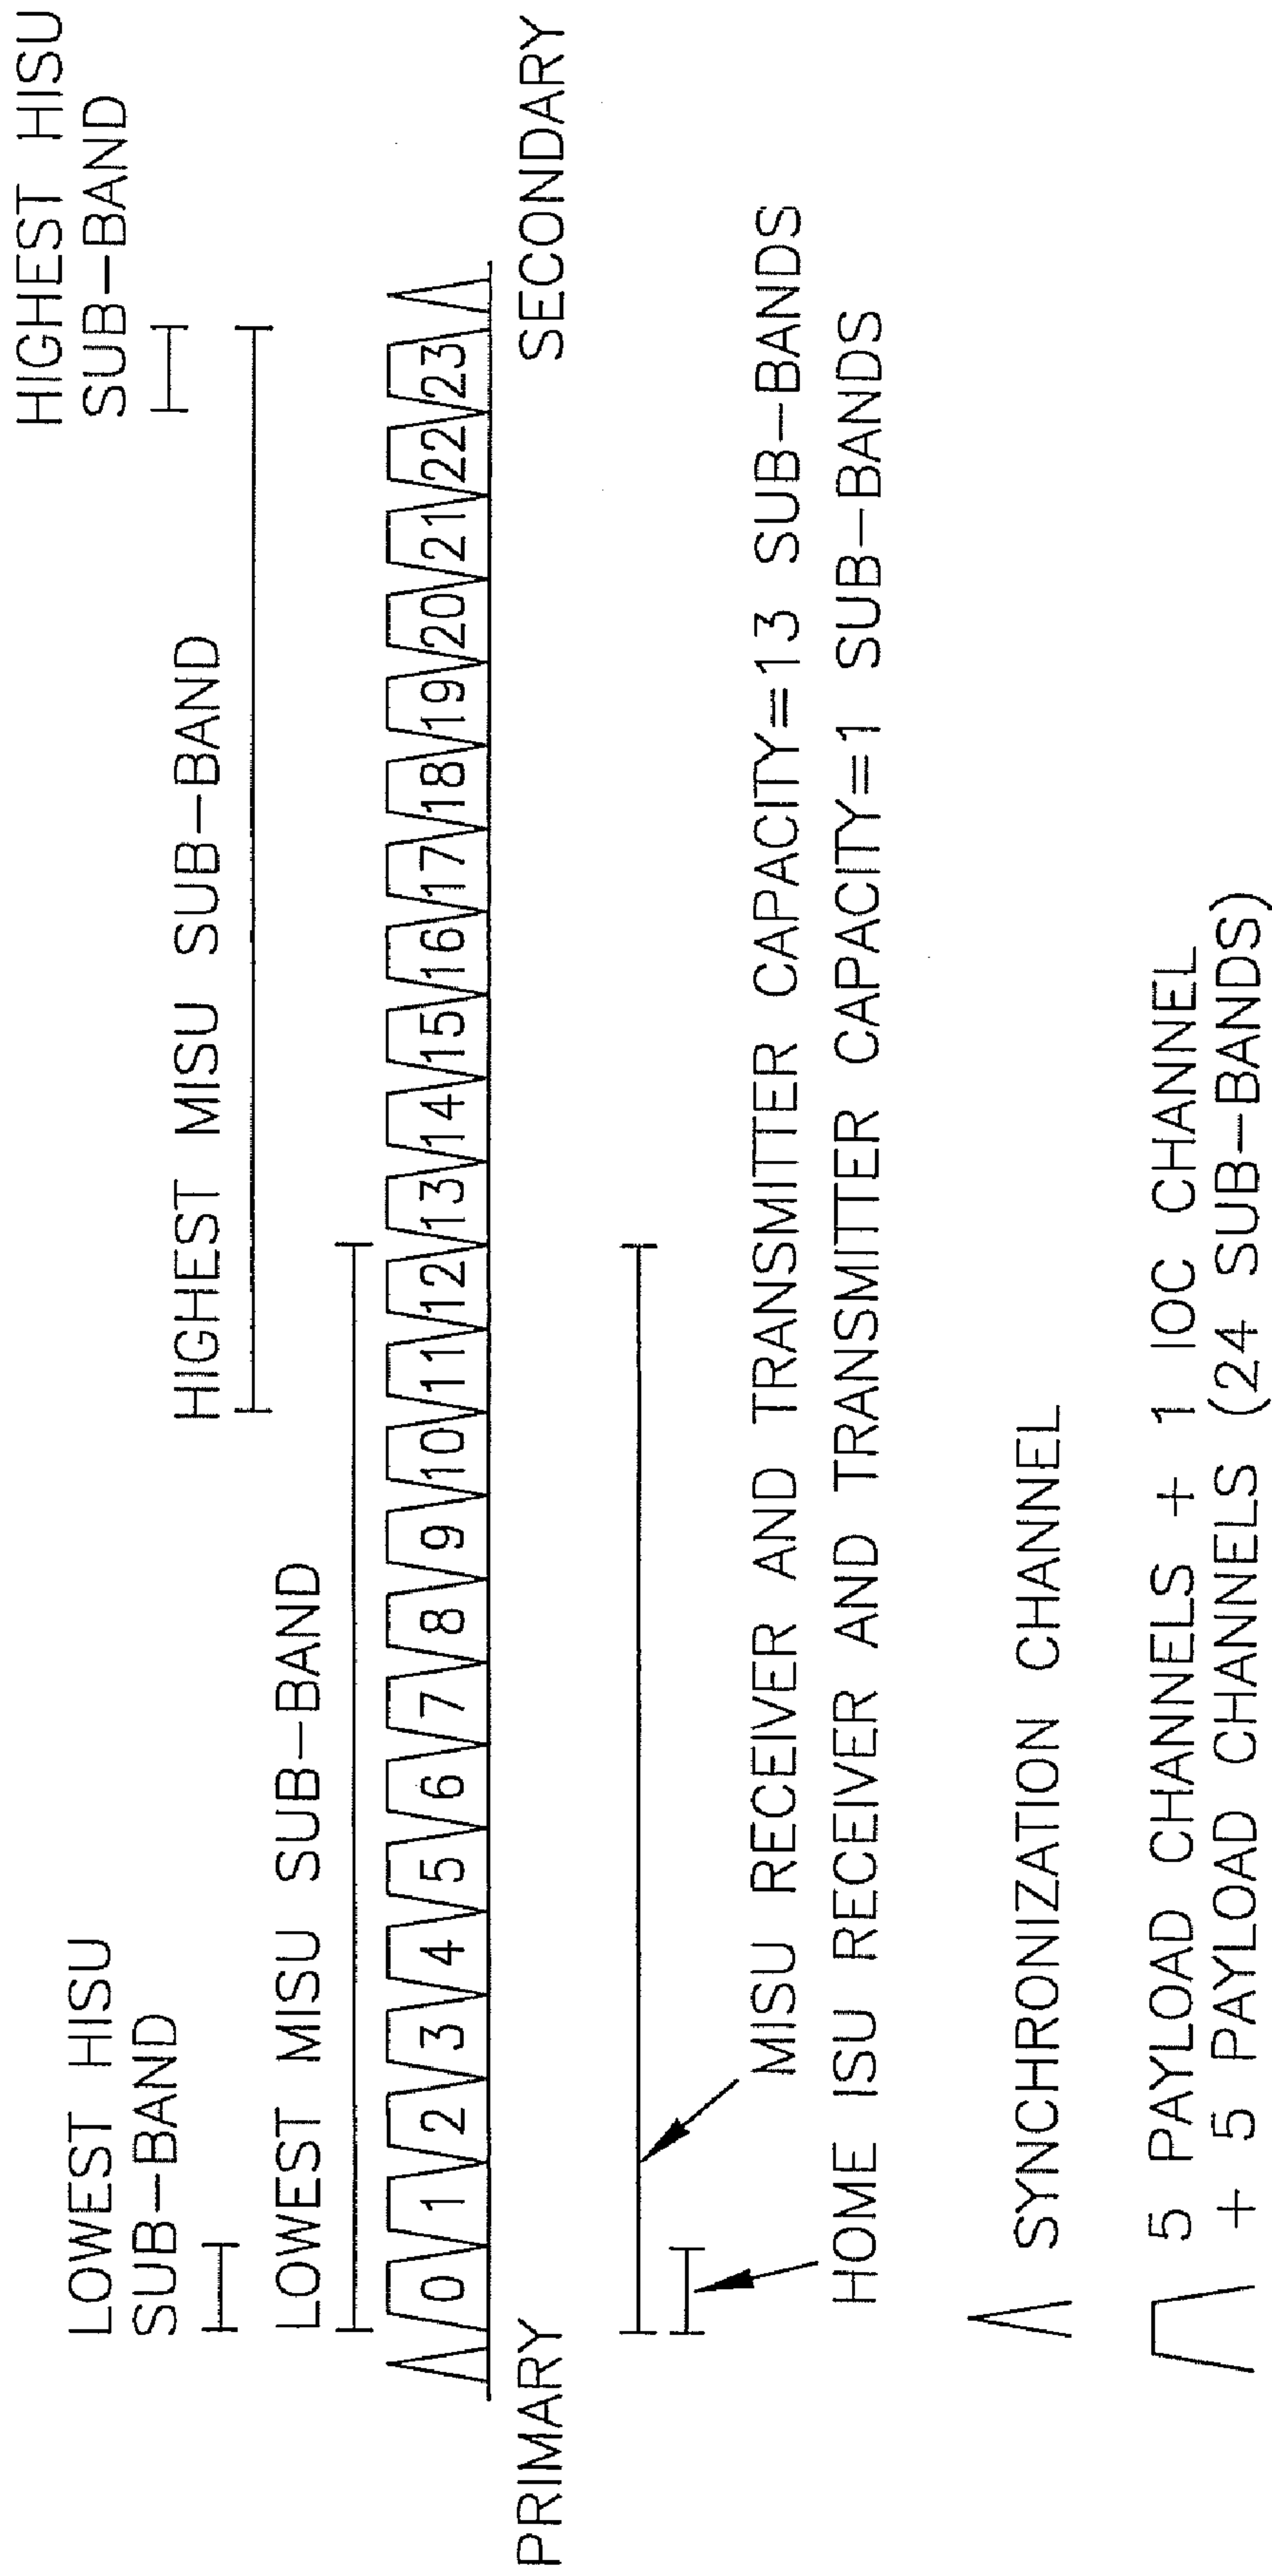 HIGHEST HISU
SUB-BAND
LOWEST HISU
SUB-BAND
HIGHEST MISU SUB-BAND
LOWEST MISU SUB-BAND
0 1 2 3 4 5 6 7 8 9 10 11 12 13 14 15 16 17 18 19 20 21 22 23
PRIMARY
SECONDARY
MISU RECEIVER AND TRANSMITTER CAPACITY=13 SUB-BANDS
HOME ISU RECEIVER AND TRANSMITTER CAPACITY=1 SUB-BANDS
SYNCHRONIZATION CHANNEL
5 PAYLOAD CHANNELS + 1 IOC CHANNEL
+ 5 PAYLOAD CHANNELS (24 SUB-BANDS)